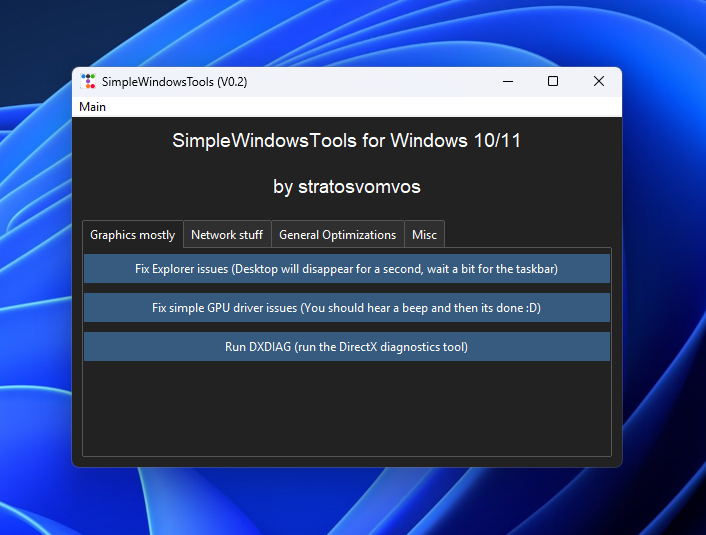 SimpleWindowsTools (V0.2)
Main
SimpleWindowsTools for Windows 10/11
by stratosvomvos
Graphics mostly Network stuff General Optimizations Misc
Fix Explorer issues (Desktop will disappear for a second, wait a bit for the taskbar)
Fix simple GPU driver issues (You should hear a beep and then its done :D)
Run DXDIAG (run the DirectX diagnostics tool)